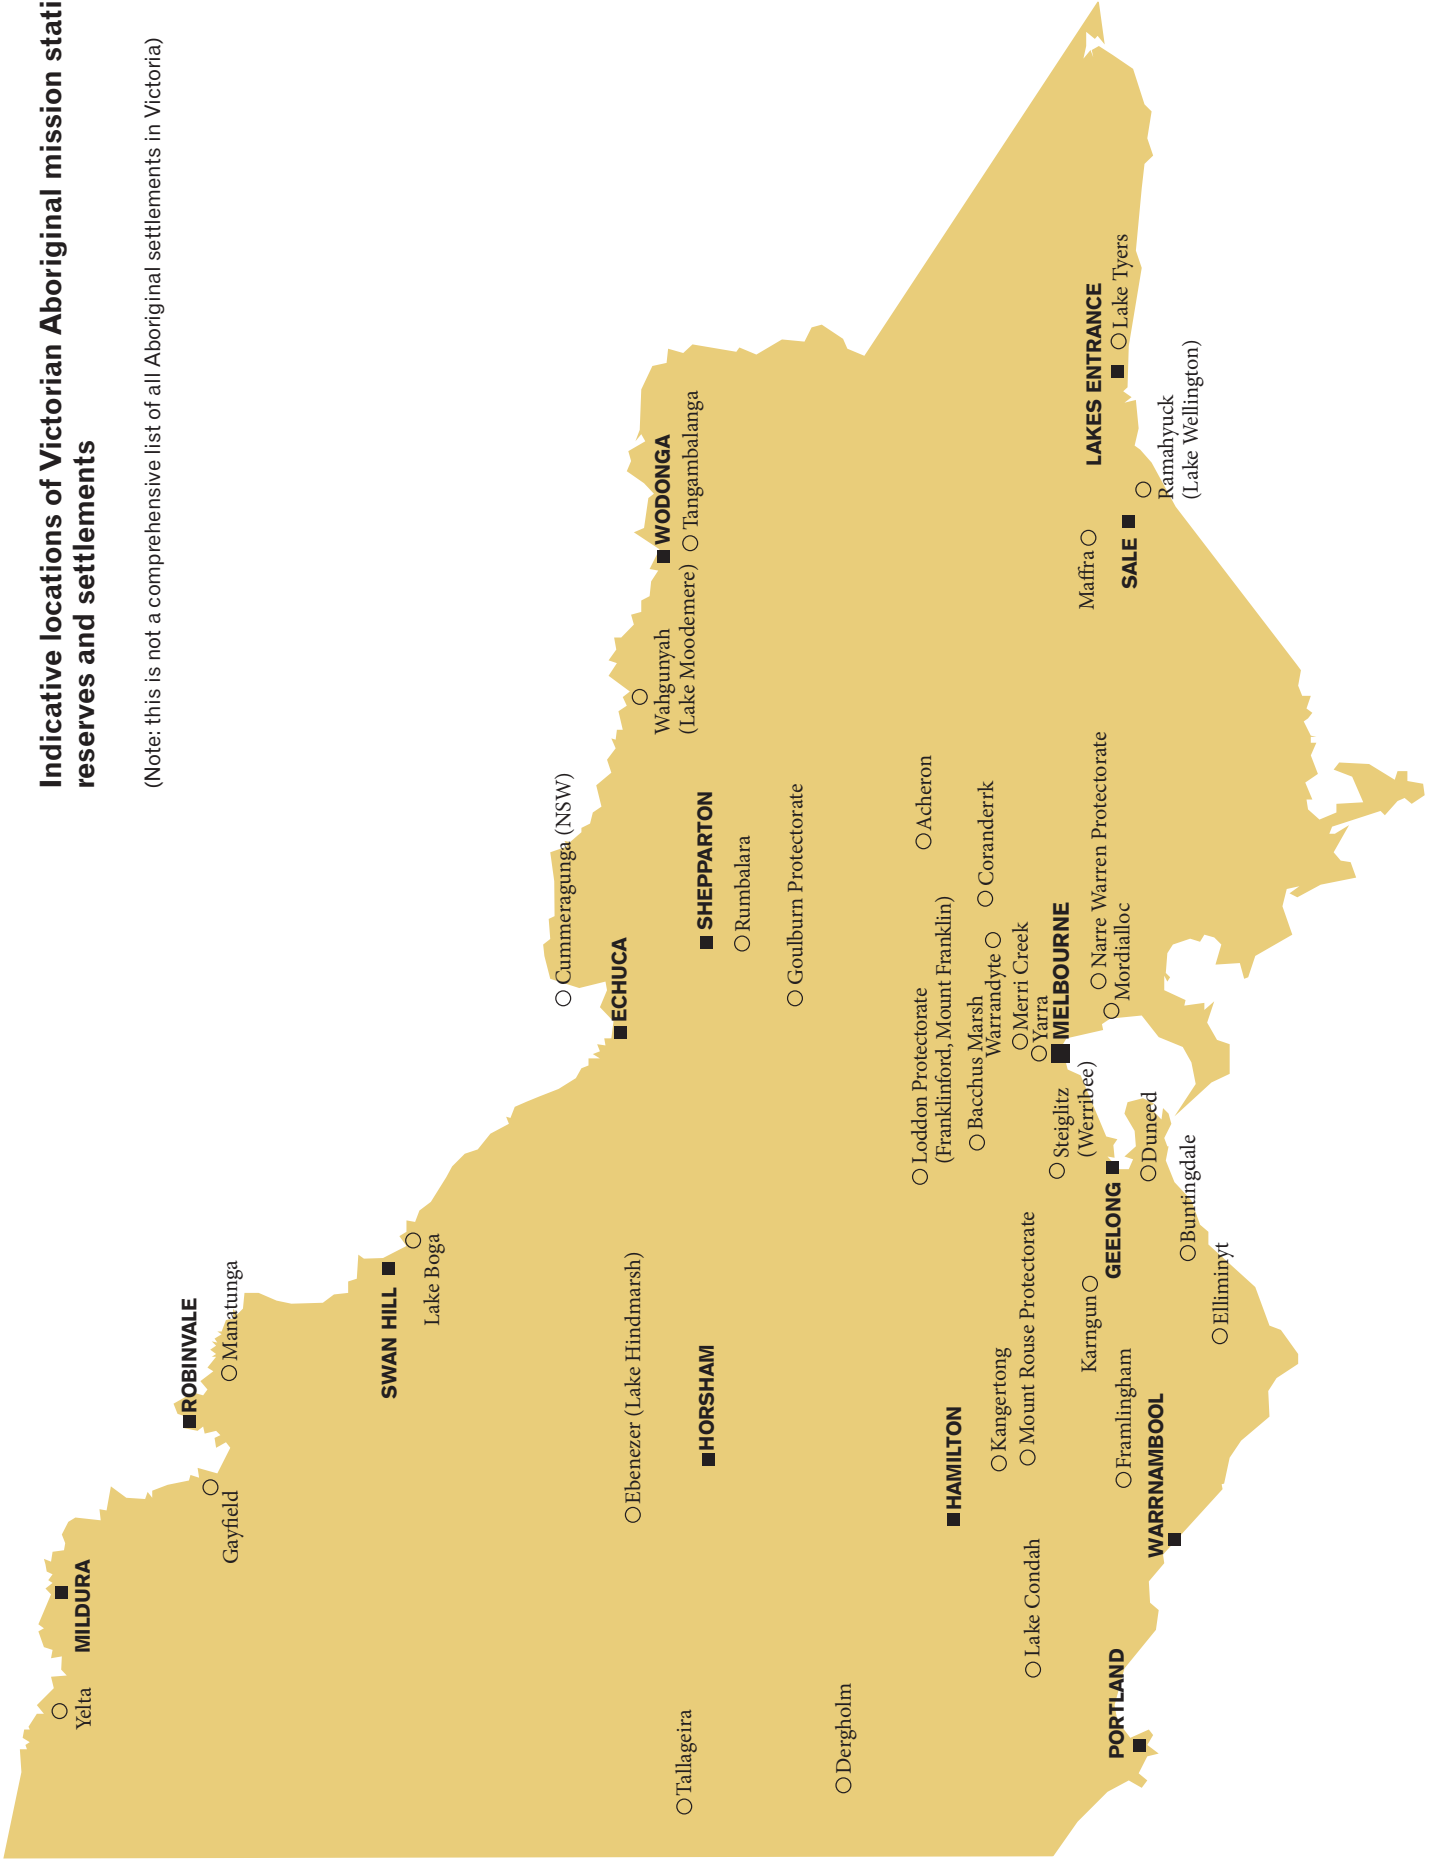 Indicative locations of Victorian Aboriginal mission stati
reserves and settlements
(Note: this is not a comprehensive list of all Aboriginal settlements in Victoria)
Yelta
MILDURA
Gayfield
ROBINVALE
Manatunga
SWAN HILL
Lake Boga
Cummeragunga (NSW)
ECHUCA
Wahgunyah
(Lake Moodemere)
WODONGA
Tangambalanga
Ebenezer (Lake Hindmarsh)
Tallageira
HORSHAM
SHEPPARTON
Rumbalara
Goulburn Protectorate
Dergholm
Loddon Protectorate
(Franklinford, Mount Franklin)
Acheron
HAMILTON
Bacchus Marsh
Warrandyte
Coranderrk
Kangertong
Merri Creek
Mount Rouse Protectorate
Yarra
Lake Condah
Steiglitz
(Werribee)
MELBOURNE
Karngun
Narre Warren Protectorate
Mordialloc
Maffra
LAKES ENTRANCE
Lake Tyers
SALE
Ramahyuck
(Lake Wellington)
PORTLAND
Framlingham
GEELONG
Duneed
WARRNAMBOOL
Buntingdale
Elliminyt